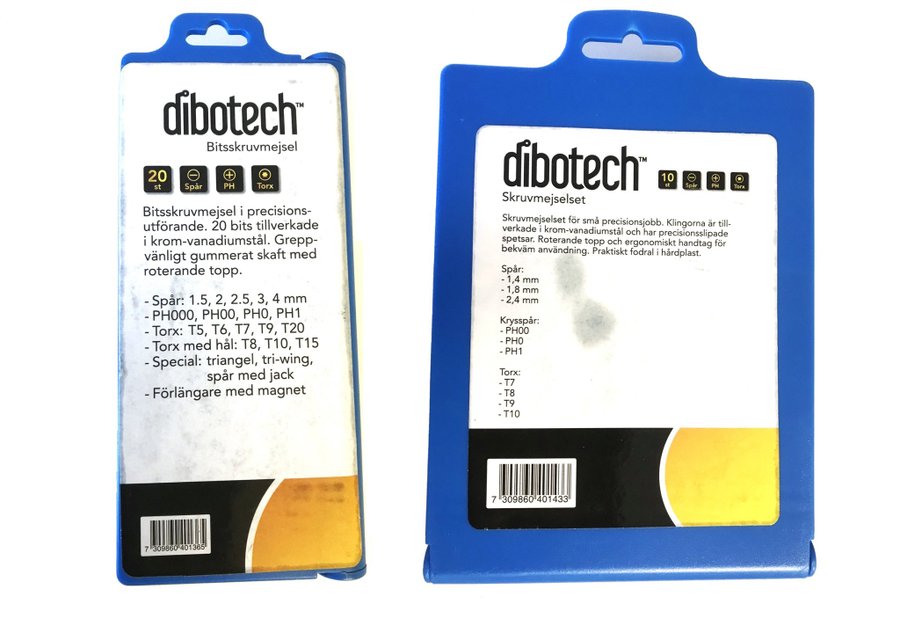 dibotech™
Bitsskruvmejsel
20 st Spår PH Torx
Bitsskruvmejsel i precisions-
utförande. 20 bits tillverkade
i krom-vanadiumstål. Grepp-
vänligt gummerat skaft med
roterande topp.
- Spår: 1.5, 2, 2.5, 3, 4 mm
- PH000, PH00, PH0, PH1
- Torx: T5, T6, T7, T9, T20
- Torx med hål: T8, T10, T15
- Special: triangel, tri-wing,
spår med jack
- Förlängare med magnet
7 309860 401365
dibotech™
Skruvmejselset
10 st Spår PH Torx
Skruvmejselset för små precisionsjobb. Klingorna är till-
verkade i krom-vanadiumstål och har precisionsslipade
spetsar. Roterande topp och ergonomiskt handtag för
bekväm användning. Praktiskt fodral i hårdplast.
Spår:
- 1,4 mm
- 1,8 mm
- 2,4 mm
Krysspår:
- PH00
- PH0
- PH1
Torx:
- T7
- T8
- T9
- T10
7 309860 401433